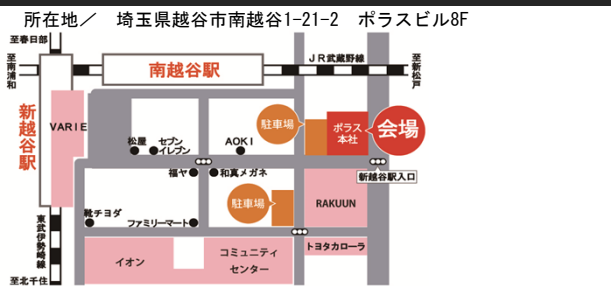 所在地／　埼玉県越谷市南越谷1-21-2　ポラスビル8F
至春日部
至南浦和
南越谷駅
ＪＲ武蔵野線
至新松戸
新越谷駅
VARIE
松屋
セブン
イレブン
AOKI
駐車場
ポラス
本社
会場
福ヤ
和真メガネ
新越谷駅入口
駐車場
RAKUUN
靴チヨダ
ファミリーマート
東武伊勢崎線
イオン
コミュニティ
センター
トヨタカローラ
至北千住